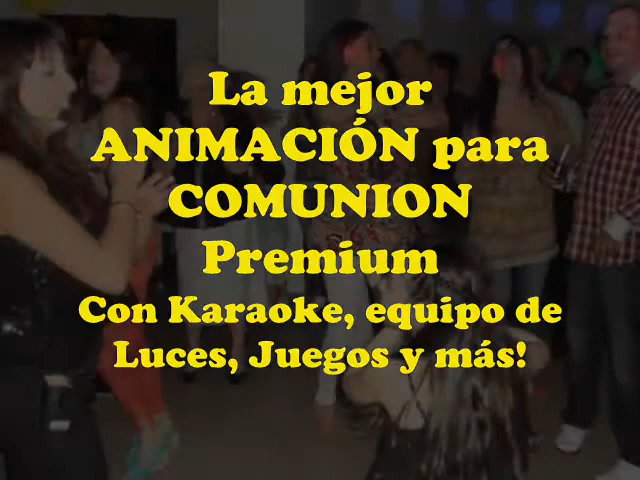 La mejor
ANIMACIÓN para
COMUNION
Premium
Con Karaoke, equipo de
Luces, Juegos y más!